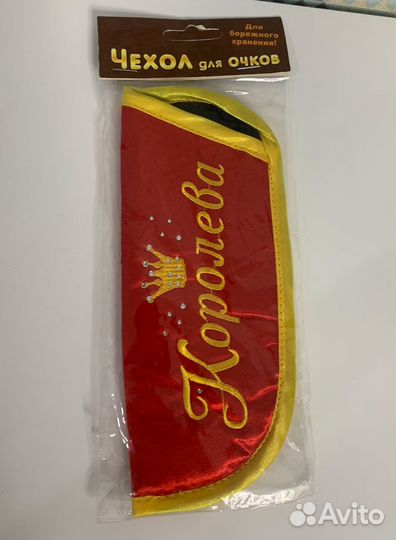 Для
бережного
хранения!
Чехол для очков
Королева
Avito